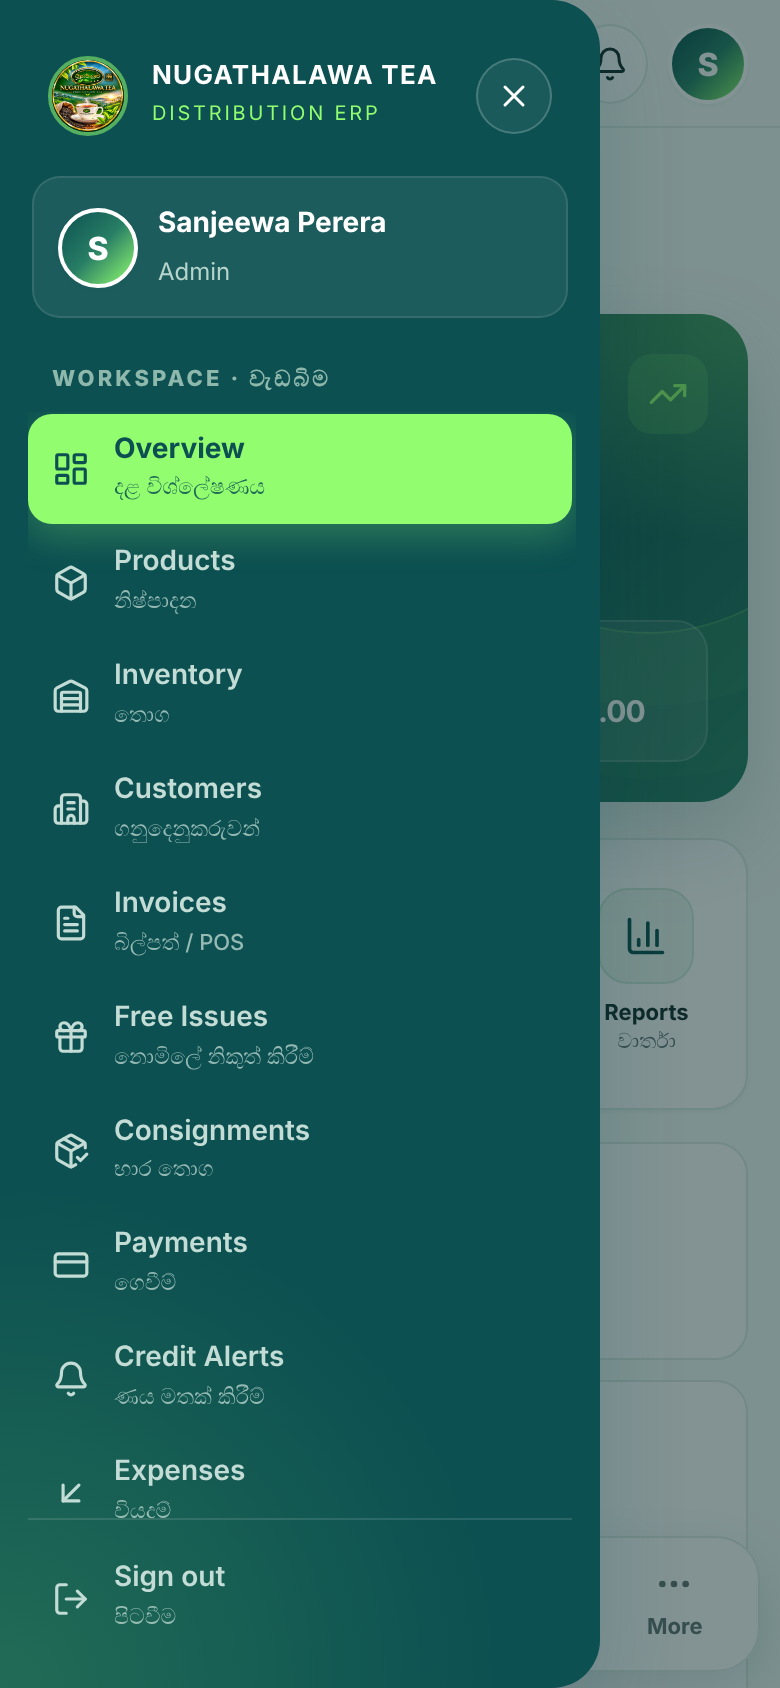 NUGATHALAWA TEA
DISTRIBUTION ERP
S
Sanjeewa Perera
Admin
S
WORKSPACE · වැඩබිම
Overview
දළ විශ්ලේෂණය
Products
නිෂ්පාදන
Inventory
තොග
.00
Customers
ගනුදෙනුකරුවන්
Invoices
බිල්පත් / POS
Free Issues
නොමිලේ නිකුත් කිරීම්
Reports
වාර්තා
Consignments
භාර තොග
Payments
ගෙවීම්
Credit Alerts
ණය මතක් කිරීම්
Expenses
වියදම්
Sign out
පිටවීම
More